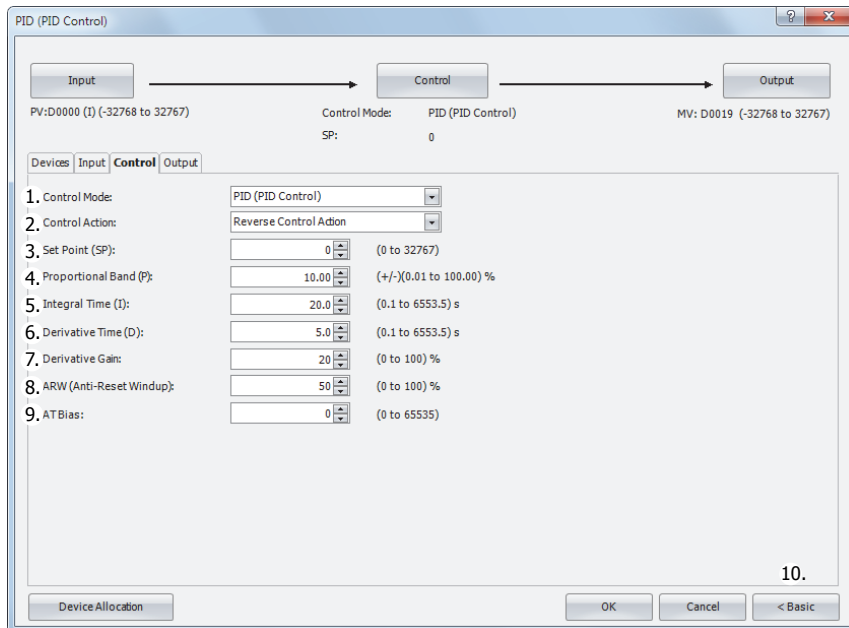 PID (PID Control)
Input
Control
Output
PV:D0000 (I) (-32768 to 32767)
Control Mode: PID (PID Control)
MV: D0019 (-32768 to 32767)
SP: 0
Devices Input Control Output
1. Control Mode: PID (PID Control)
2. Control Action: Reverse Control Action
3. Set Point (SP): 0 (0 to 32767)
4. Proportional Band (P): 10.00 (+/-)(0.01 to 100.00) %
5. Integral Time (I): 20.0 (0.1 to 6553.5) s
6. Derivative Time (D): 5.0 (0.1 to 6553.5) s
7. Derivative Gain: 20 (0 to 100) %
8. ARW (Anti-Reset Windup): 50 (0 to 100) %
9. AT Bias: 0 (0 to 65535)
10.
Device Allocation
OK
Cancel
< Basic